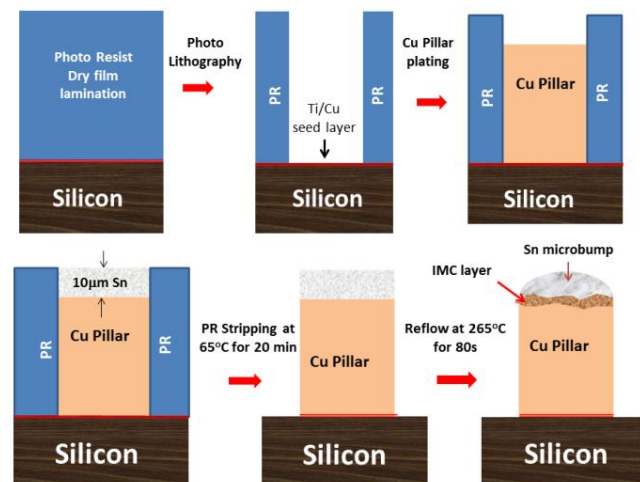 Photo Resist
Dry film
lamination
Silicon
Photo
Lithography
PR
PR
Ti/Cu
seed layer
Silicon
Cu Pillar
plating
PR
Cu Pillar
PR
Silicon
10µm Sn
PR
Cu Pillar
PR
Silicon
PR Stripping at
65°C for 20 min
Cu Pillar
Silicon
Reflow at 265°C
for 80s
Sn microbump
IMC layer
Cu Pillar
Silicon